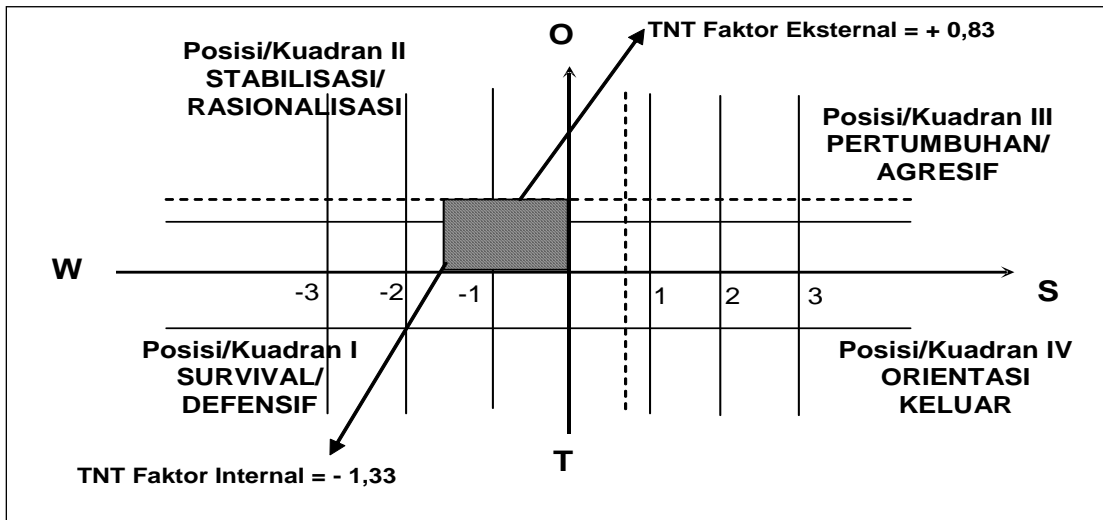 TNT Faktor Eksternal = + 0,83
O
Posisi/Kuadran II
STABILISASI/
RASIONALISASI
Posisi/Kuadran III
PERTUMBUHAN/
AGRESIF
W
-3
-2
-1
1
2
3
S
Posisi/Kuadran I
SURVIVAL/
DEFENSIF
Posisi/Kuadran IV
ORIENTASI
KELUAR
T
TNT Faktor Internal = - 1,33